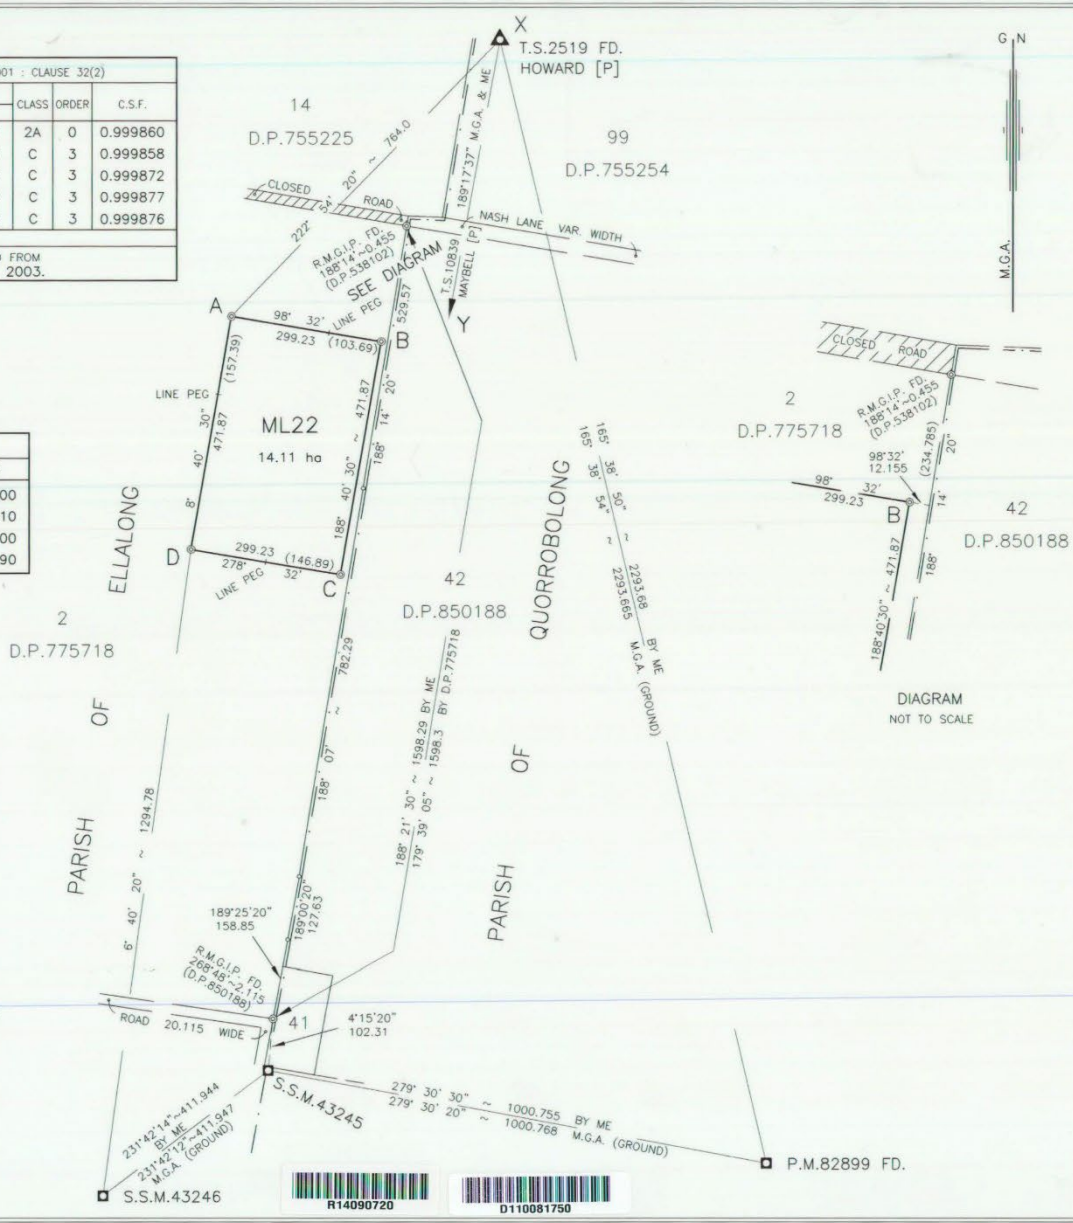 001 : CLAUSE 32(2)
CLASS ORDER C.S.F.
2A 0 0.999860
C 3 0.999858
C 3 0.999872
C 3 0.999877
C 3 0.999876
FROM
2003.
X
T.S.2519 FD.
HOWARD [P]
G N
M.G.A.
14
D.P.755225
99
D.P.755254
222° 54' 20" ~ 764.0
189°17'37" M.G.A. & ME
CLOSED ROAD
NASH LANE VAR. WIDTH
R.M.G.I.P. FD.
188°14'~0.455
(D.P.538102)
SEE DIAGRAM
T.S.10839
MAYBELL [P]
Y
529.57
A
98° 32' LINE PEG
299.23 (103.69)
B
(157.39)
LINE PEG
8° 40' 30"
471.87
ML22
14.11 ha
188° 40' 30" ~ 471.87
188° 14' 20"
D
299.23 (146.89)
278° 32'
LINE PEG
C
00
10
00
90
PARISH OF ELLALONG
2
D.P.775718
42
D.P.850188
PARISH OF QUORROBOLONG
165° 38' 50" ~ 2293.68 BY ME
165° 38' 54" ~ 2293.665 M.G.A. (GROUND)
188° 07' ~ 782.29
188° 21' 30" ~ 1598.29 BY ME
179° 39' 05" ~ 1598.3 BY D.P.775718
6° 40' 20" ~ 1294.78
189°00'20"
127.63
189°25'20"
158.85
R.M.G.I.P. FD.
268°48'~2.115
(D.P.850188)
ROAD 20.115 WIDE
41
4°15'20"
102.31
S.S.M.43245
279° 30' 30" ~ 1000.755 BY ME
279° 30' 20" ~ 1000.768 M.G.A. (GROUND)
231°42'14"~411.944
BY ME
231°42'12"~411.947
M.G.A. (GROUND)
S.S.M.43246
P.M.82899 FD.
CLOSED ROAD
2
D.P.775718
R.M.G.I.P. FD.
188°14'~0.455
(D.P.538102)
98°32'
12.155
(234.785)
188° 14' 20"
98° 32'
299.23
B
42
D.P.850188
188°40'30" ~ 471.87
DIAGRAM
NOT TO SCALE
R14090720
D110081750